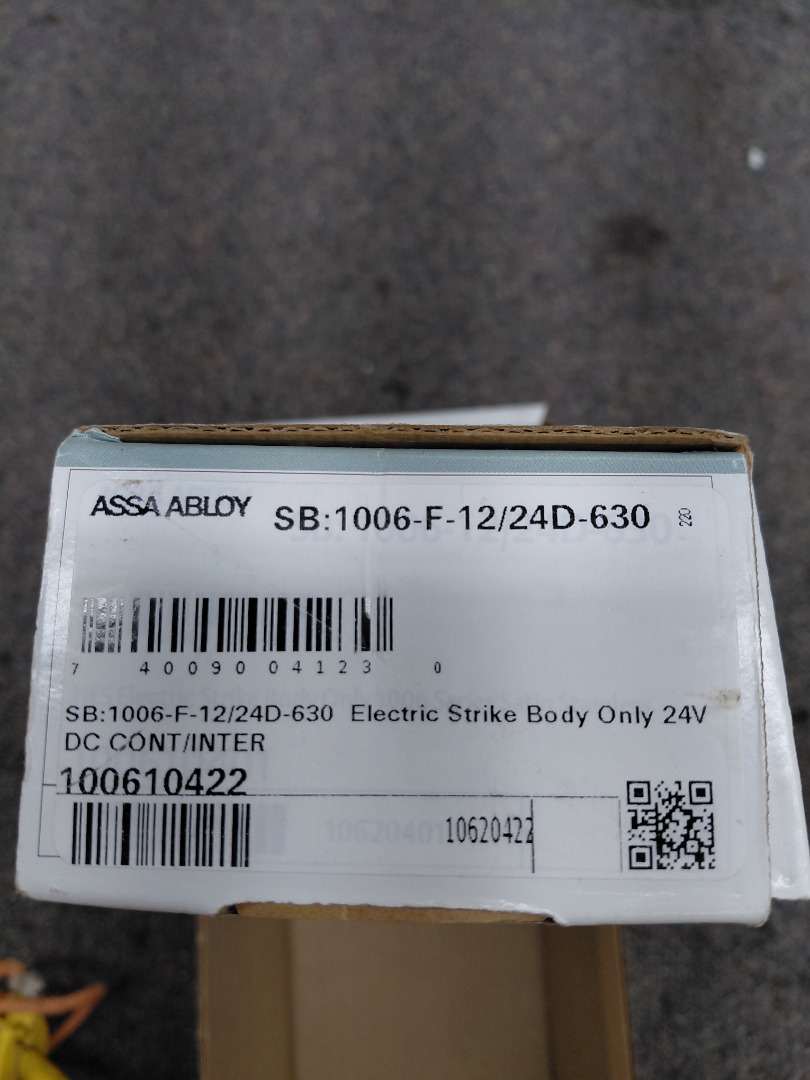 ASSA ABLOY SB:1006-F-12/24D-630
7 40090 04123 0
SB:1006-F-12/24D-630 Electric Strike Body Only 24V
DC CONT/INTER
100610422
10620422